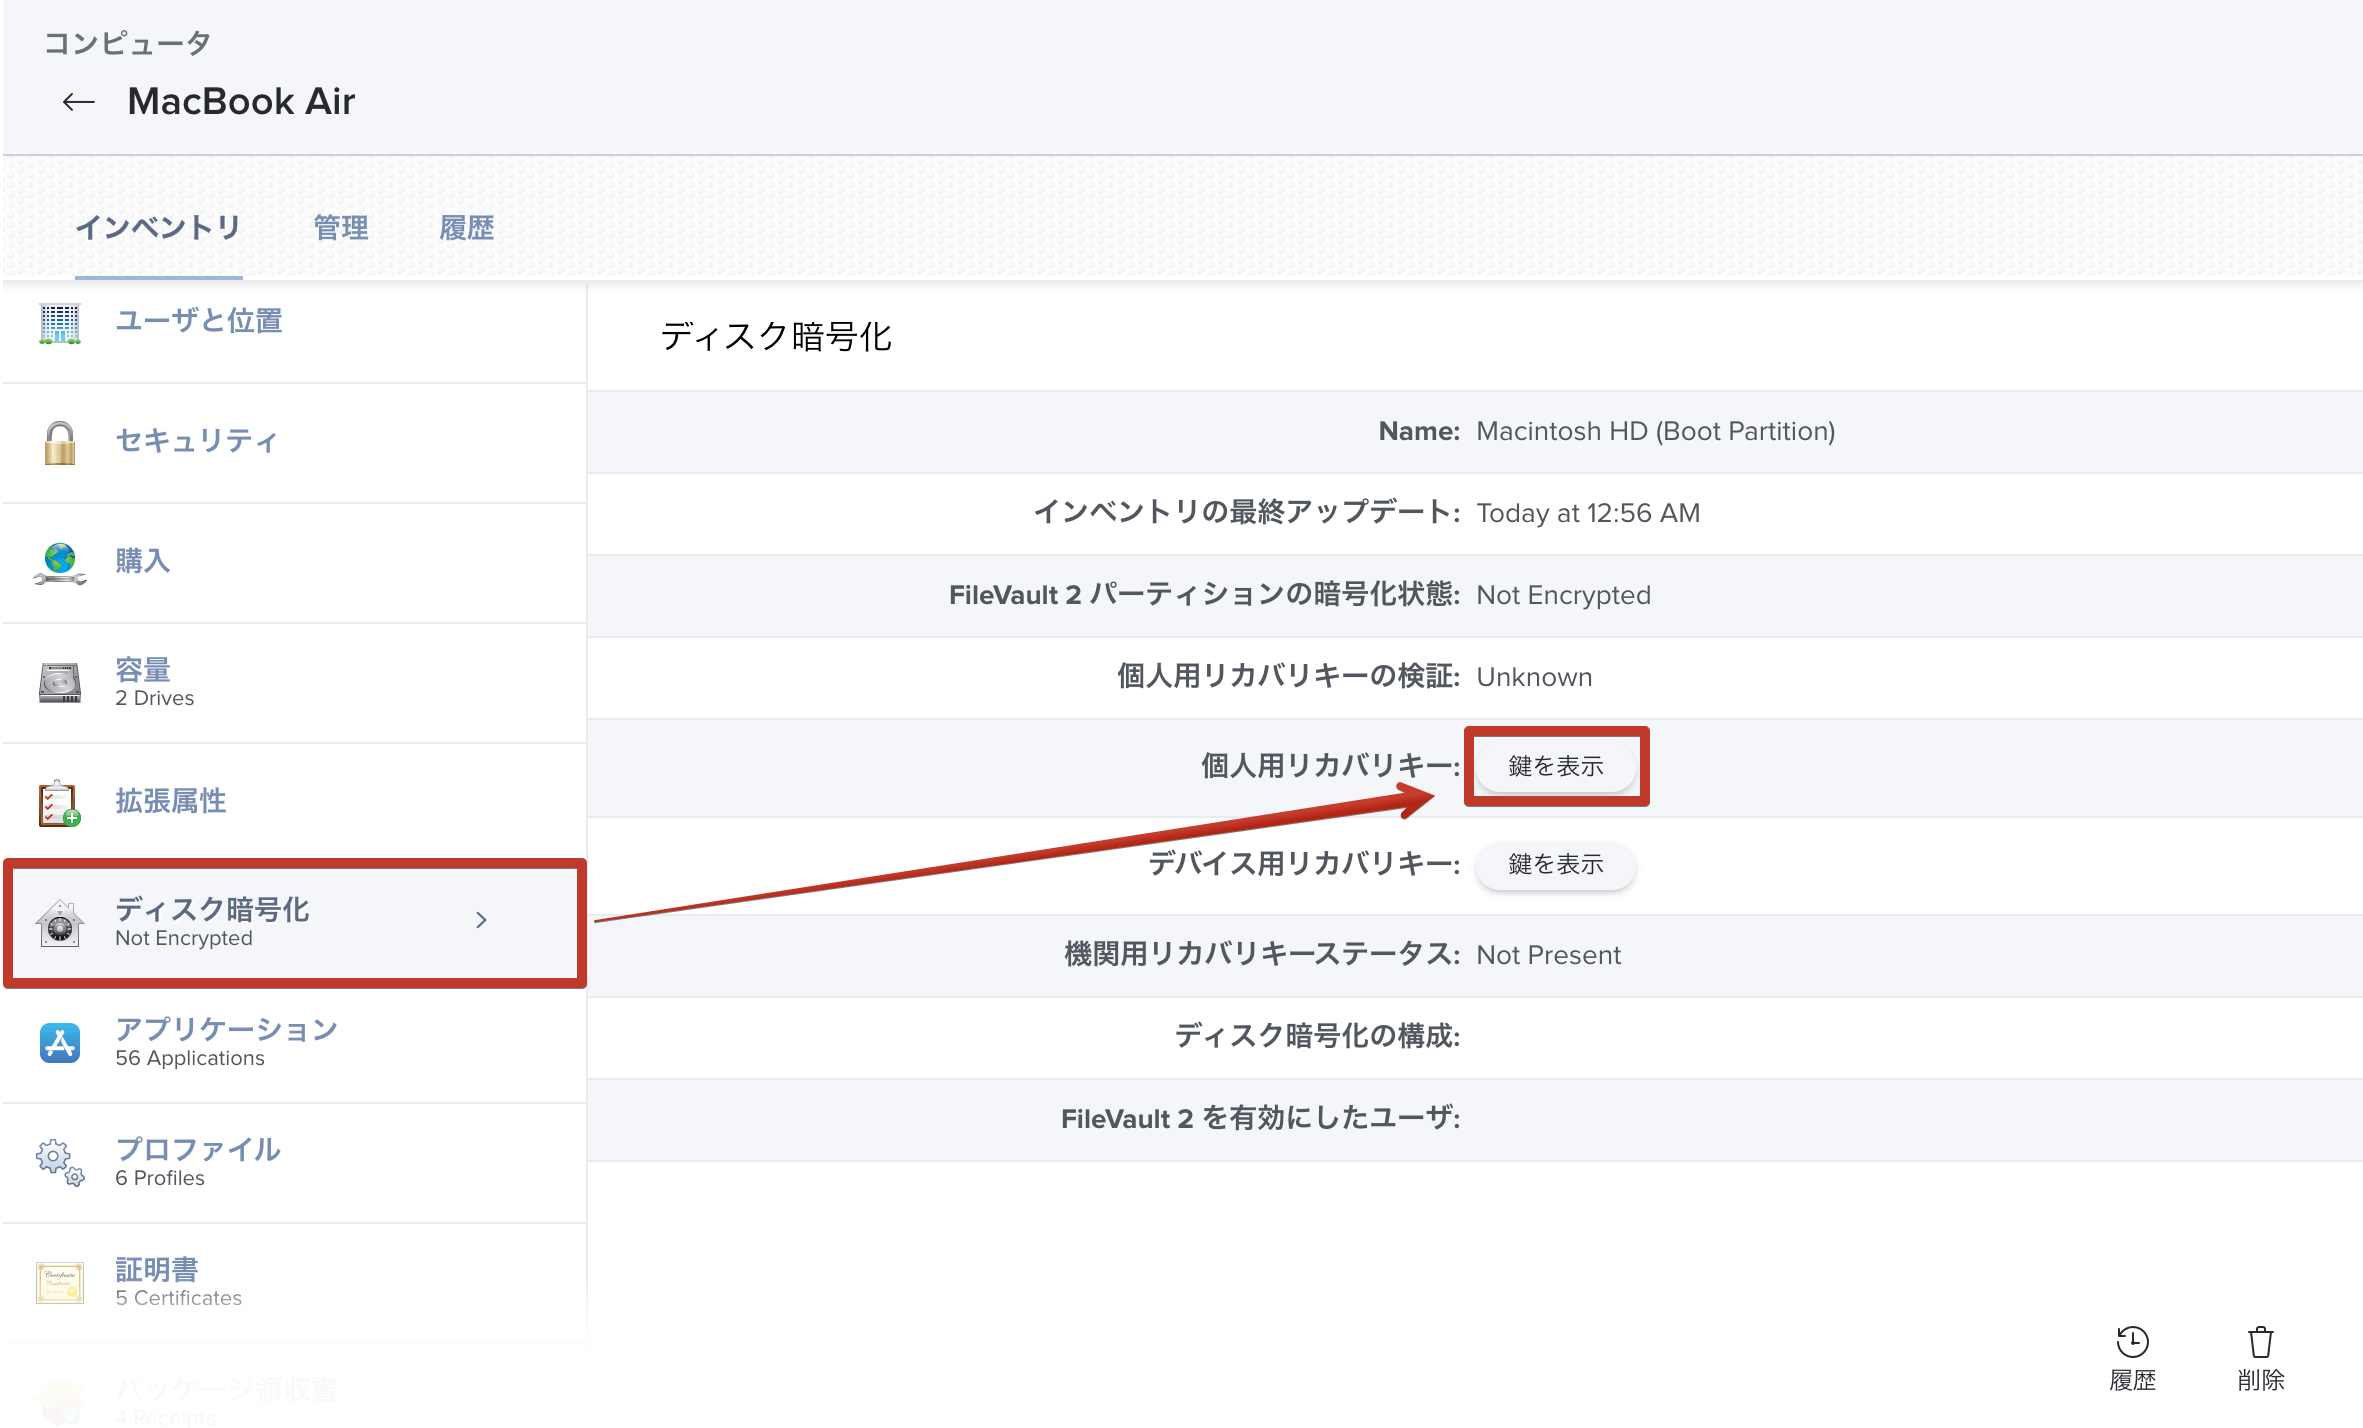 コンピュータ
← MacBook Air
インベントリ 管理 履歴
ユーザと位置
セキュリティ
購入
容量
2 Drives
拡張属性
ディスク暗号化
Not Encrypted
アプリケーション
56 Applications
プロファイル
6 Profiles
証明書
5 Certificates
パッケージ領収書
4 Receipts
ディスク暗号化
Name: Macintosh HD (Boot Partition)
インベントリの最終アップデート: Today at 12:56 AM
FileVault 2 パーティションの暗号化状態: Not Encrypted
個人用リカバリキーの検証: Unknown
個人用リカバリキー: 鍵を表示
デバイス用リカバリキー: 鍵を表示
機関用リカバリキーステータス: Not Present
ディスク暗号化の構成:
FileVault 2 を有効にしたユーザ:
履歴 削除